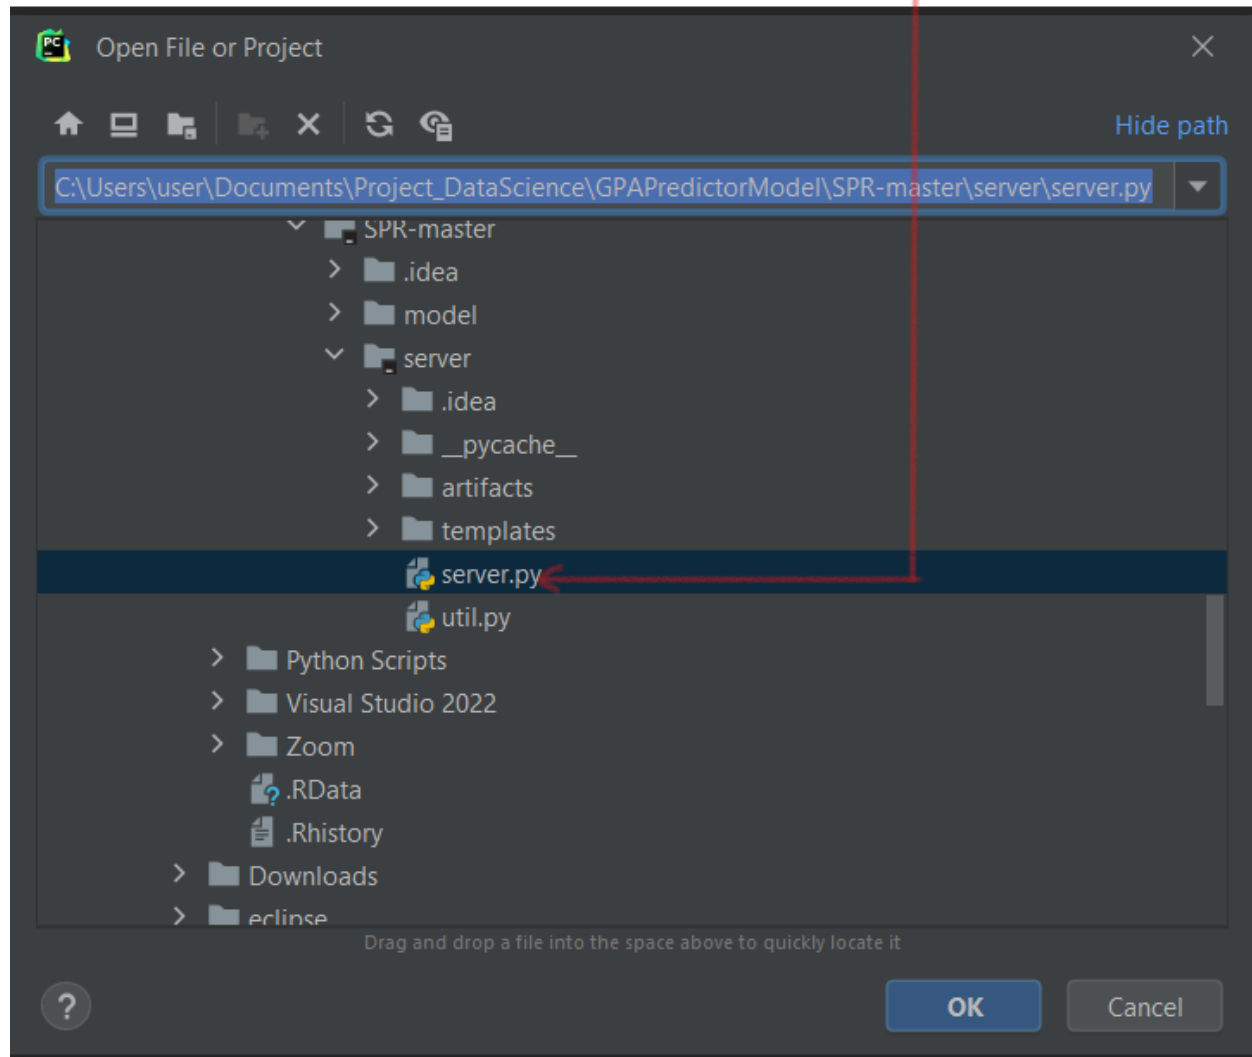 PC
Open File or Project
Hide path
C:\Users\user\Documents\Project_DataScience\GPAPredictorModel\SPR-master\server\server.py
SPR-master
.idea
model
server
.idea
__pycache__
artifacts
templates
server.py
util.py
Python Scripts
Visual Studio 2022
Zoom
.RData
.Rhistory
Downloads
eclipse
Drag and drop a file into the space above to quickly locate it
?
OK
Cancel